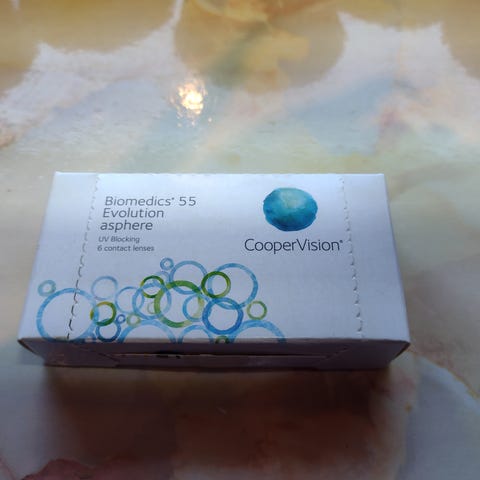 Biomedics® 55
Evolution
asphere
UV Blocking
6 contact lenses
CooperVision®